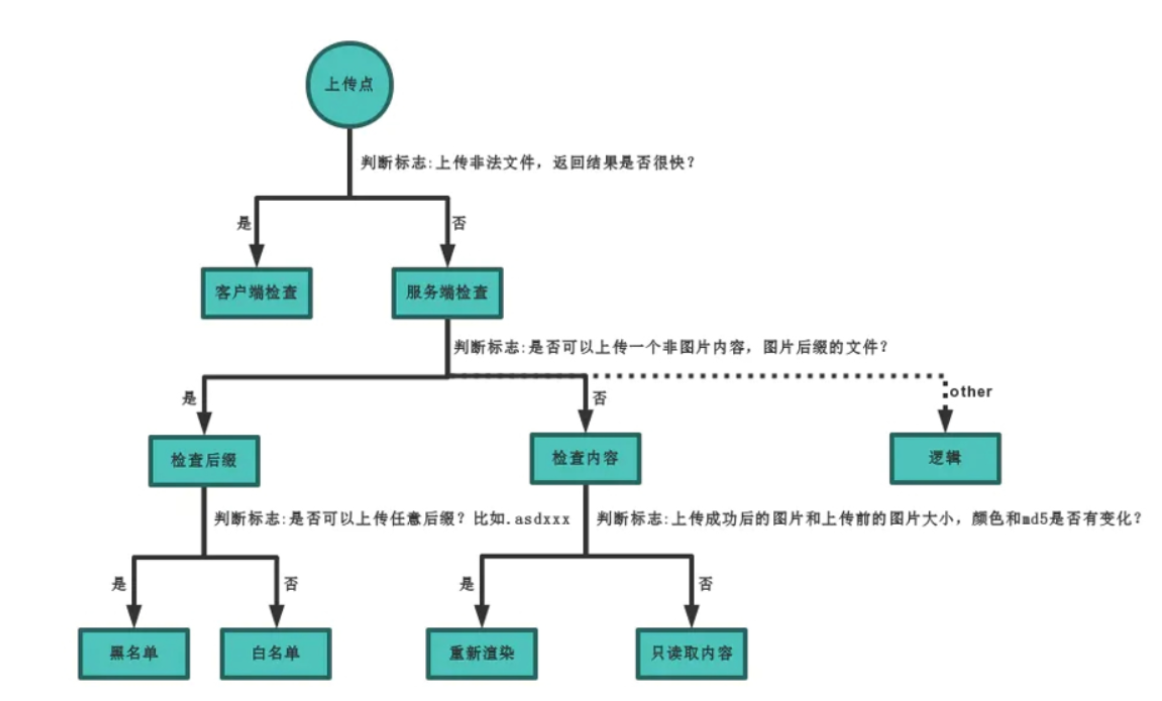 上传点
判断标志:上传非法文件，返回结果是否很快？
是
否
客户端检查
服务端检查
判断标志:是否可以上传一个非图片内容，图片后缀的文件？
是
否
other
检查后缀
检查内容
逻辑
判断标志:是否可以上传任意后缀？比如.asdxxx
判断标志:上传成功后的图片和上传前的图片大小，颜色和md5是否有变化？
是
否
是
否
黑名单
白名单
重新渲染
只读取内容